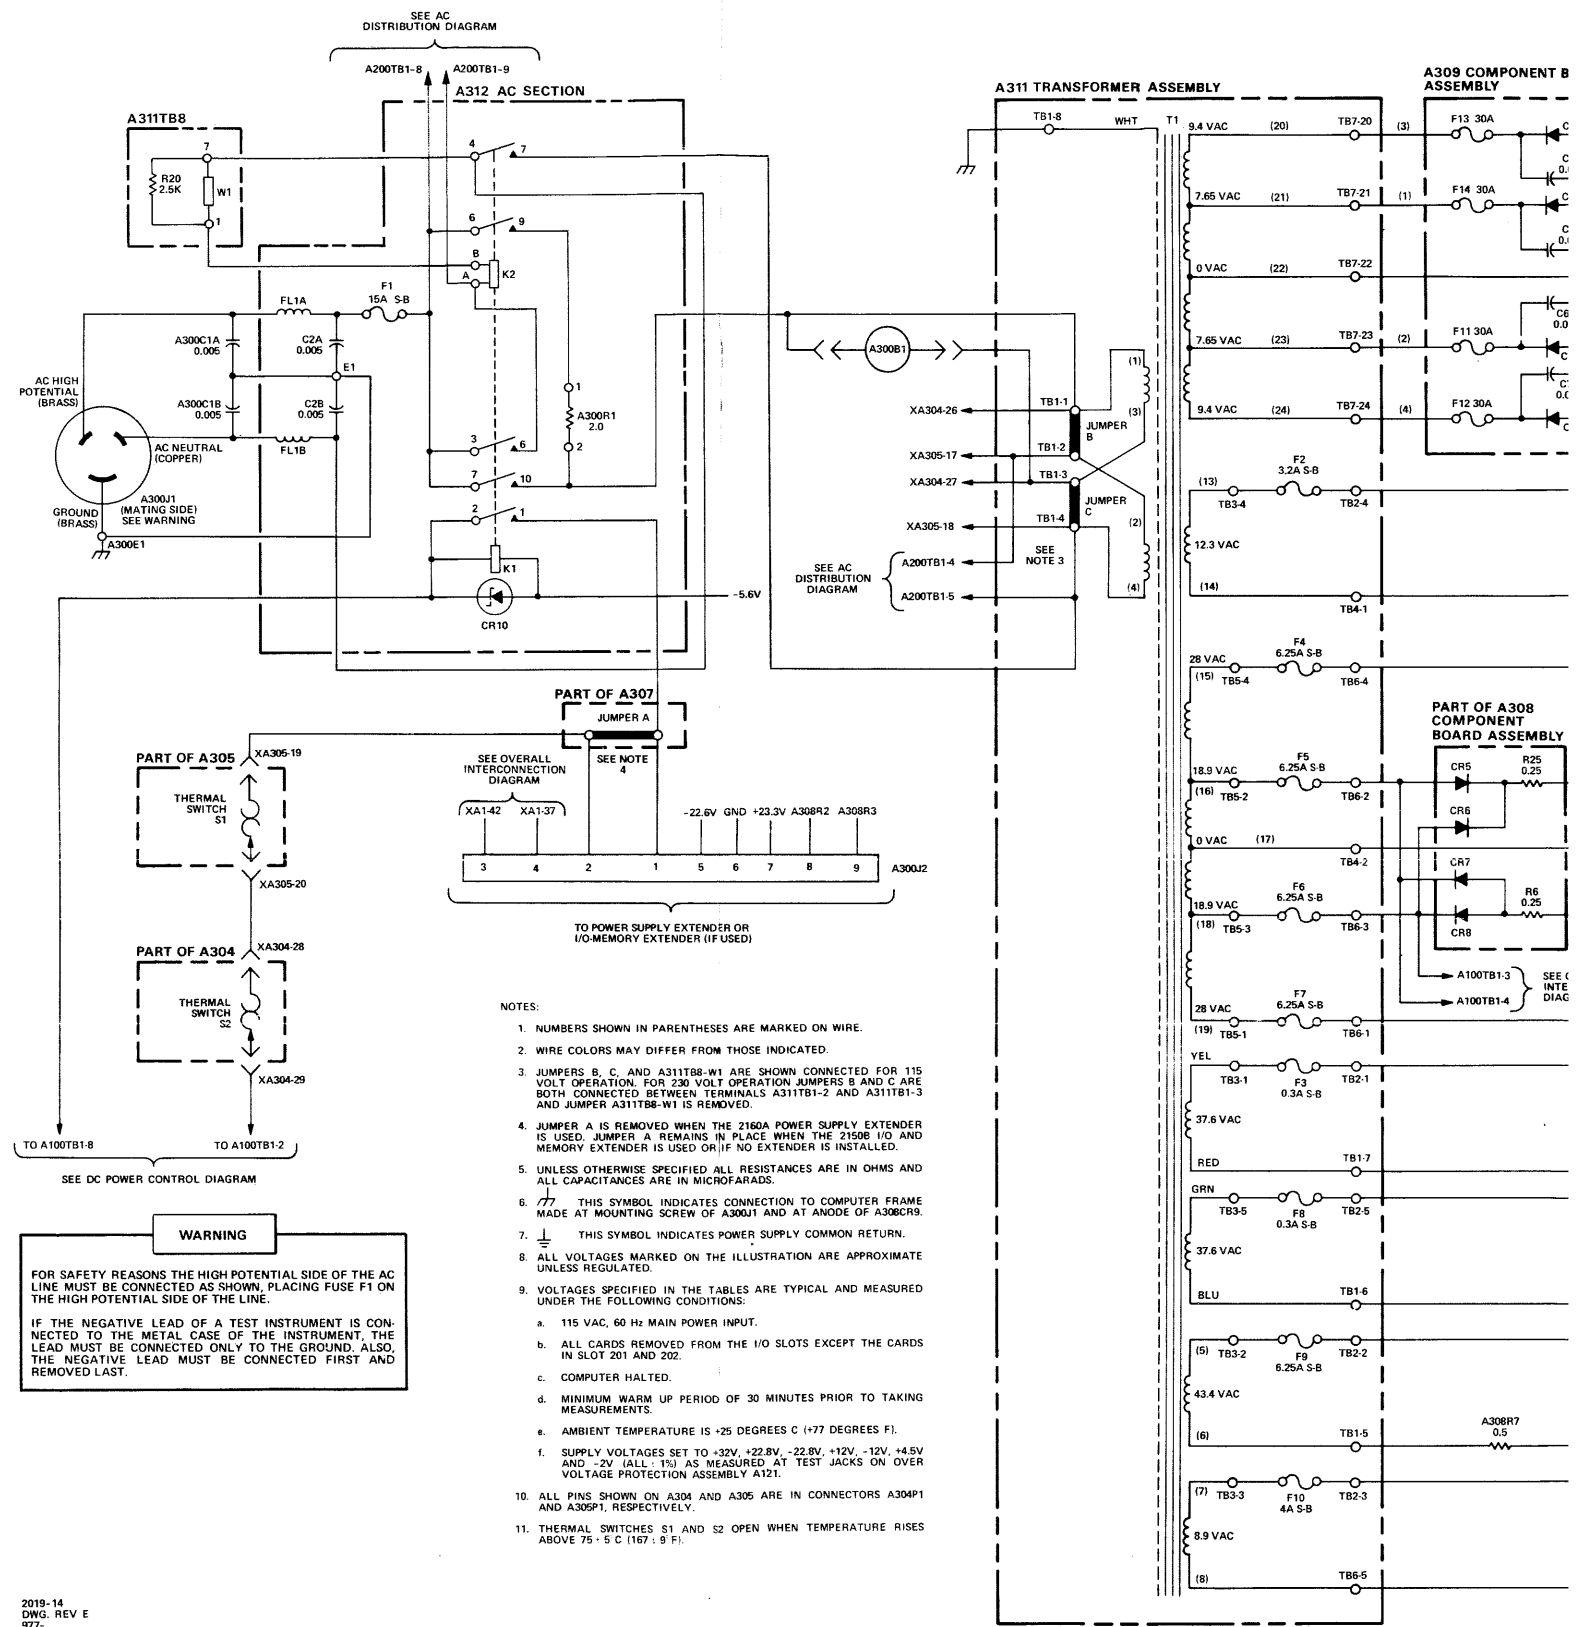 SEE AC
DISTRIBUTION DIAGRAM
A200TB1-8
A200TB1-9
A312 AC SECTION
A311TB8
7
R20
2.5K
W1
1
4
7
6
9
B
A
K2
F1
15A S-B
FL1A
A300C1A
0.005
C2A
0.005
E1
AC HIGH
POTENTIAL
(BRASS)
A300C1B
0.005
C2B
0.005
FL1B
AC NEUTRAL
(COPPER)
A300J1
(MATING SIDE)
SEE WARNING
GROUND
(BRASS)
A300E1
1
A300R1
2.0
2
3
6
7
10
2
1
K1
CR10
-5.6V
A300B1
A311 TRANSFORMER ASSEMBLY
TB1-8
WHT
T1
XA304-26
XA305-17
XA304-27
XA305-18
TB1-1
JUMPER
B
TB1-2
TB1-3
JUMPER
C
TB1-4
SEE
NOTE 3
(1)
(3)
(2)
(4)
SEE AC
DISTRIBUTION
DIAGRAM
A200TB1-4
A200TB1-5
9.4 VAC
(20)
TB7-20
(3)
7.65 VAC
(21)
TB7-21
(1)
0 VAC
(22)
TB7-22
7.65 VAC
(23)
TB7-23
(2)
9.4 VAC
(24)
TB7-24
(4)
A309 COMPONENT B
ASSEMBLY
F13 30A
C
C
0.
F14 30A
C
C
0.0
C6
0.0
F11 30A
C
C
0.0
F12 30A
C
(13)
TB3-4
F2
3.2A S-B
TB2-4
12.3 VAC
(14)
TB4-1
28 VAC
(15)
TB5-4
F4
6.25A S-B
TB6-4
18.9 VAC
(16)
TB5-2
F5
6.25A S-B
TB6-2
0 VAC
(17)
TB4-2
18.9 VAC
(18)
TB5-3
F6
6.25A S-B
TB6-3
28 VAC
(19)
TB5-1
F7
6.25A S-B
TB6-1
PART OF A308
COMPONENT
BOARD ASSEMBLY
CR5
R25
0.25
CR6
CR7
R6
0.25
CR8
A100TB1-3
A100TB1-4
SEE
INTE
DIAG
YEL
TB3-1
F3
0.3A S-B
TB2-1
37.6 VAC
RED
TB1-7
GRN
TB3-5
F8
0.3A S-B
TB2-5
37.6 VAC
BLU
TB1-6
(5)
TB3-2
F9
6.25A S-B
TB2-2
43.4 VAC
(6)
TB1-5
A308R7
0.5
(7)
TB3-3
F10
4A S-B
TB2-3
8.9 VAC
(8)
TB6-5
PART OF A307
JUMPER A
SEE NOTE
4
SEE OVERALL
INTERCONNECTION
DIAGRAM
XA1-42
XA1-37
-22.6V GND +23.3V A308R2 A308R3
3 4 2 1 5 6 7 8 9
A300J2
TO POWER SUPPLY EXTENDER OR
I/O-MEMORY EXTENDER (IF USED)
PART OF A305
XA305-19
THERMAL
SWITCH
S1
XA305-20
PART OF A304
XA304-28
THERMAL
SWITCH
S2
XA304-29
TO A100TB1-8
TO A100TB1-2
SEE DC POWER CONTROL DIAGRAM
WARNING
FOR SAFETY REASONS THE HIGH POTENTIAL SIDE OF THE AC
LINE MUST BE CONNECTED AS SHOWN, PLACING FUSE F1 ON
THE HIGH POTENTIAL SIDE OF THE LINE.
IF THE NEGATIVE LEAD OF A TEST INSTRUMENT IS CON-
NECTED TO THE METAL CASE OF THE INSTRUMENT, THE
LEAD MUST BE CONNECTED ONLY TO THE GROUND. ALSO,
THE NEGATIVE LEAD MUST BE CONNECTED FIRST AND
REMOVED LAST.
NOTES:
1. NUMBERS SHOWN IN PARENTHESES ARE MARKED ON WIRE.
2. WIRE COLORS MAY DIFFER FROM THOSE INDICATED.
3. JUMPERS B, C, AND A311TB8-W1 ARE SHOWN CONNECTED FOR 115
VOLT OPERATION. FOR 230 VOLT OPERATION JUMPERS B AND C ARE
BOTH CONNECTED BETWEEN TERMINALS A311TB1-2 AND A311TB1-3
AND JUMPER A311TB8-W1 IS REMOVED.
4. JUMPER A IS REMOVED WHEN THE 2160A POWER SUPPLY EXTENDER
IS USED. JUMPER A REMAINS IN PLACE WHEN THE 2150B I/O AND
MEMORY EXTENDER IS USED OR IF NO EXTENDER IS INSTALLED.
5. UNLESS OTHERWISE SPECIFIED ALL RESISTANCES ARE IN OHMS AND
ALL CAPACITANCES ARE IN MICROFARADS.
6. THIS SYMBOL INDICATES CONNECTION TO COMPUTER FRAME
MADE AT MOUNTING SCREW OF A300J1 AND AT ANODE OF A308CR9.
7. THIS SYMBOL INDICATES POWER SUPPLY COMMON RETURN.
8. ALL VOLTAGES MARKED ON THE ILLUSTRATION ARE APPROXIMATE
UNLESS REGULATED.
9. VOLTAGES SPECIFIED IN THE TABLES ARE TYPICAL AND MEASURED
UNDER THE FOLLOWING CONDITIONS:
a. 115 VAC, 60 Hz MAIN POWER INPUT.
b. ALL CARDS REMOVED FROM THE I/O SLOTS EXCEPT THE CARDS
IN SLOT 201 AND 202.
c. COMPUTER HALTED.
d. MINIMUM WARM UP PERIOD OF 30 MINUTES PRIOR TO TAKING
MEASUREMENTS.
e. AMBIENT TEMPERATURE IS +25 DEGREES C (+77 DEGREES F).
f. SUPPLY VOLTAGES SET TO +32V, +22.8V, -22.8V, +12V, -12V, +4.5V
AND -2V (ALL : 1%) AS MEASURED AT TEST JACKS ON OVER
VOLTAGE PROTECTION ASSEMBLY A121.
10. ALL PINS SHOWN ON A304 AND A305 ARE IN CONNECTORS A304P1
AND A305P1, RESPECTIVELY.
11. THERMAL SWITCHES S1 AND S2 OPEN WHEN TEMPERATURE RISES
ABOVE 75 : 5 C (167 : 9 F).
2019-14
DWG. REV E
977-